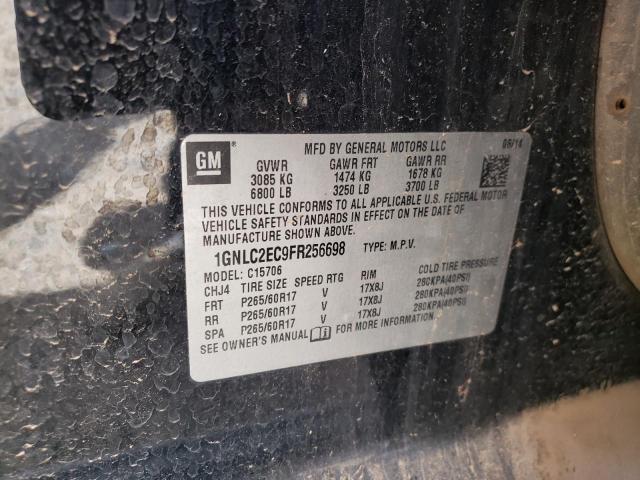 GM
MFD BY GENERAL MOTORS LLC 08/14
GVWR GAWR FRT GAWR RR
3085 KG 1474 KG 1678 KG
6800 LB 3250 LB 3700 LB
THIS VEHICLE CONFORMS TO ALL APPLICABLE U.S. FEDERAL MOTOR
VEHICLE SAFETY STANDARDS IN EFFECT ON THE DATE OF
MANUFACTURE SHOWN ABOVE.
1GNLC2EC9FR256698 TYPE: M.P.V.
MODEL: C15706
CHJ4 TIRE SIZE SPEED RTG RIM COLD TIRE PRESSURE
FRT P265/60R17 V 17X8J 280KPA(40PSI)
RR P265/60R17 V 17X8J 280KPA(40PSI)
SPA P265/60R17 V 17X8J 280KPA(40PSI)
SEE OWNER'S MANUAL FOR MORE INFORMATION.